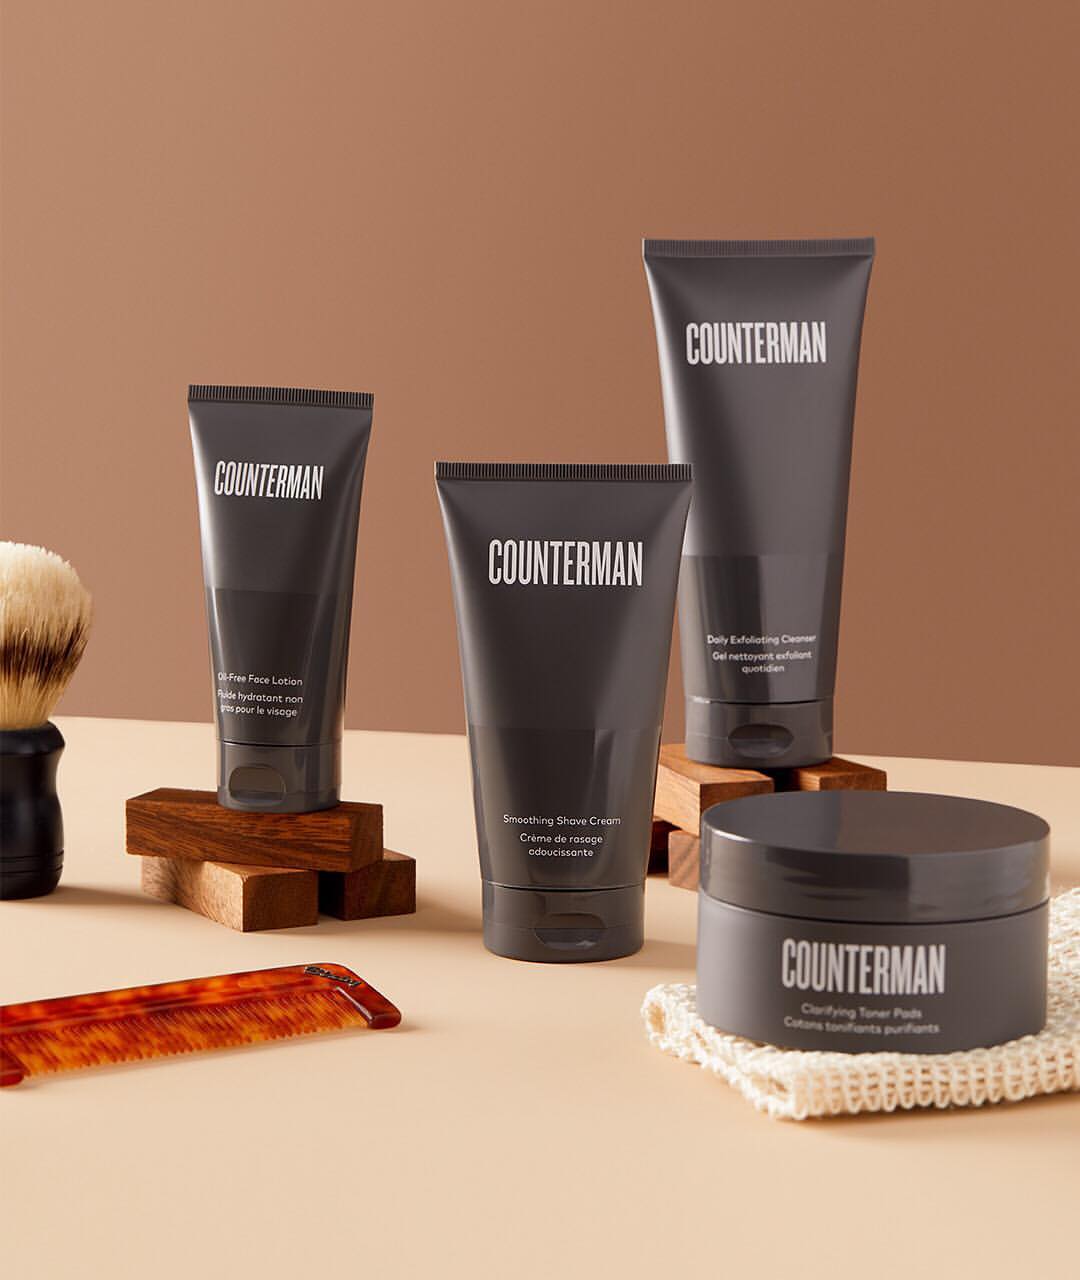 COUNTERMAN
Oil-Free Face Lotion
Fluide hydratant non
gras pour le visage
COUNTERMAN
Smoothing Shave Cream
Crème de rasage
adoucissante
COUNTERMAN
Daily Exfoliating Cleanser
Gel nettoyant exfoliant
quotidien
COUNTERMAN
Clarifying Toner Pads
Cotons tonifiants purifiants